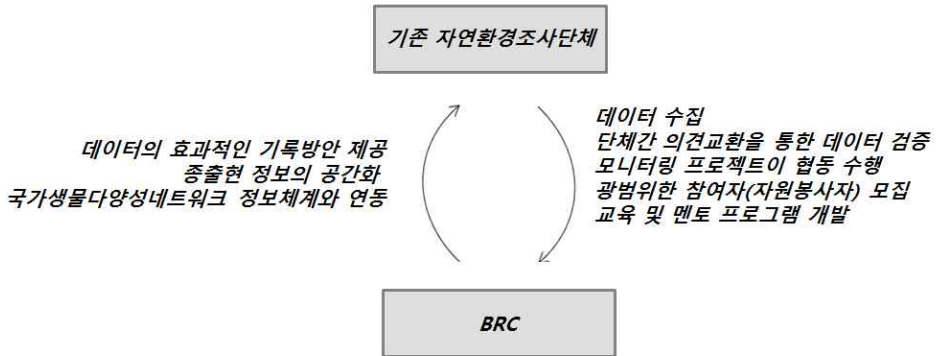 기존 자연환경조사단체
데이터의 효과적인 기록방안 제공
종출현 정보의 공간화
국가생물다양성네트워크 정보체계와 연동
데이터 수집
단체간 의견교환을 통한 데이터 검증
모니터링 프로젝트이 협동 수행
광범위한 참여자(자원봉사자) 모집
교육 및 멘토 프로그램 개발
BRC